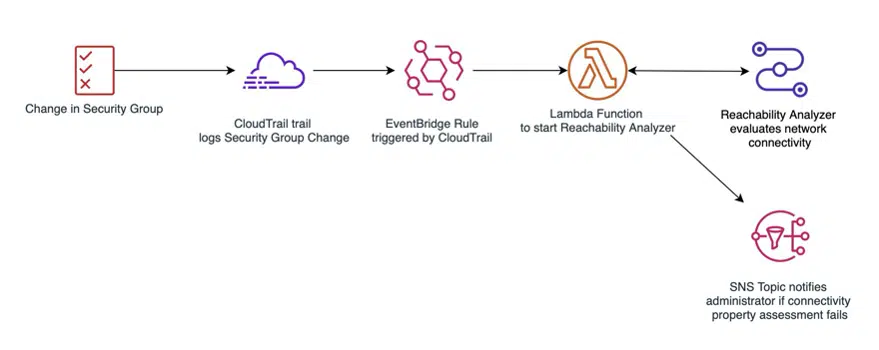 Change in Security Group
CloudTrail trail
logs Security Group Change
EventBridge Rule
triggered by CloudTrail
Lambda Function
to start Reachability Analyzer
Reachability Analyzer
evaluates network
connectivity
SNS Topic notifies
administrator if connectivity
property assessment fails